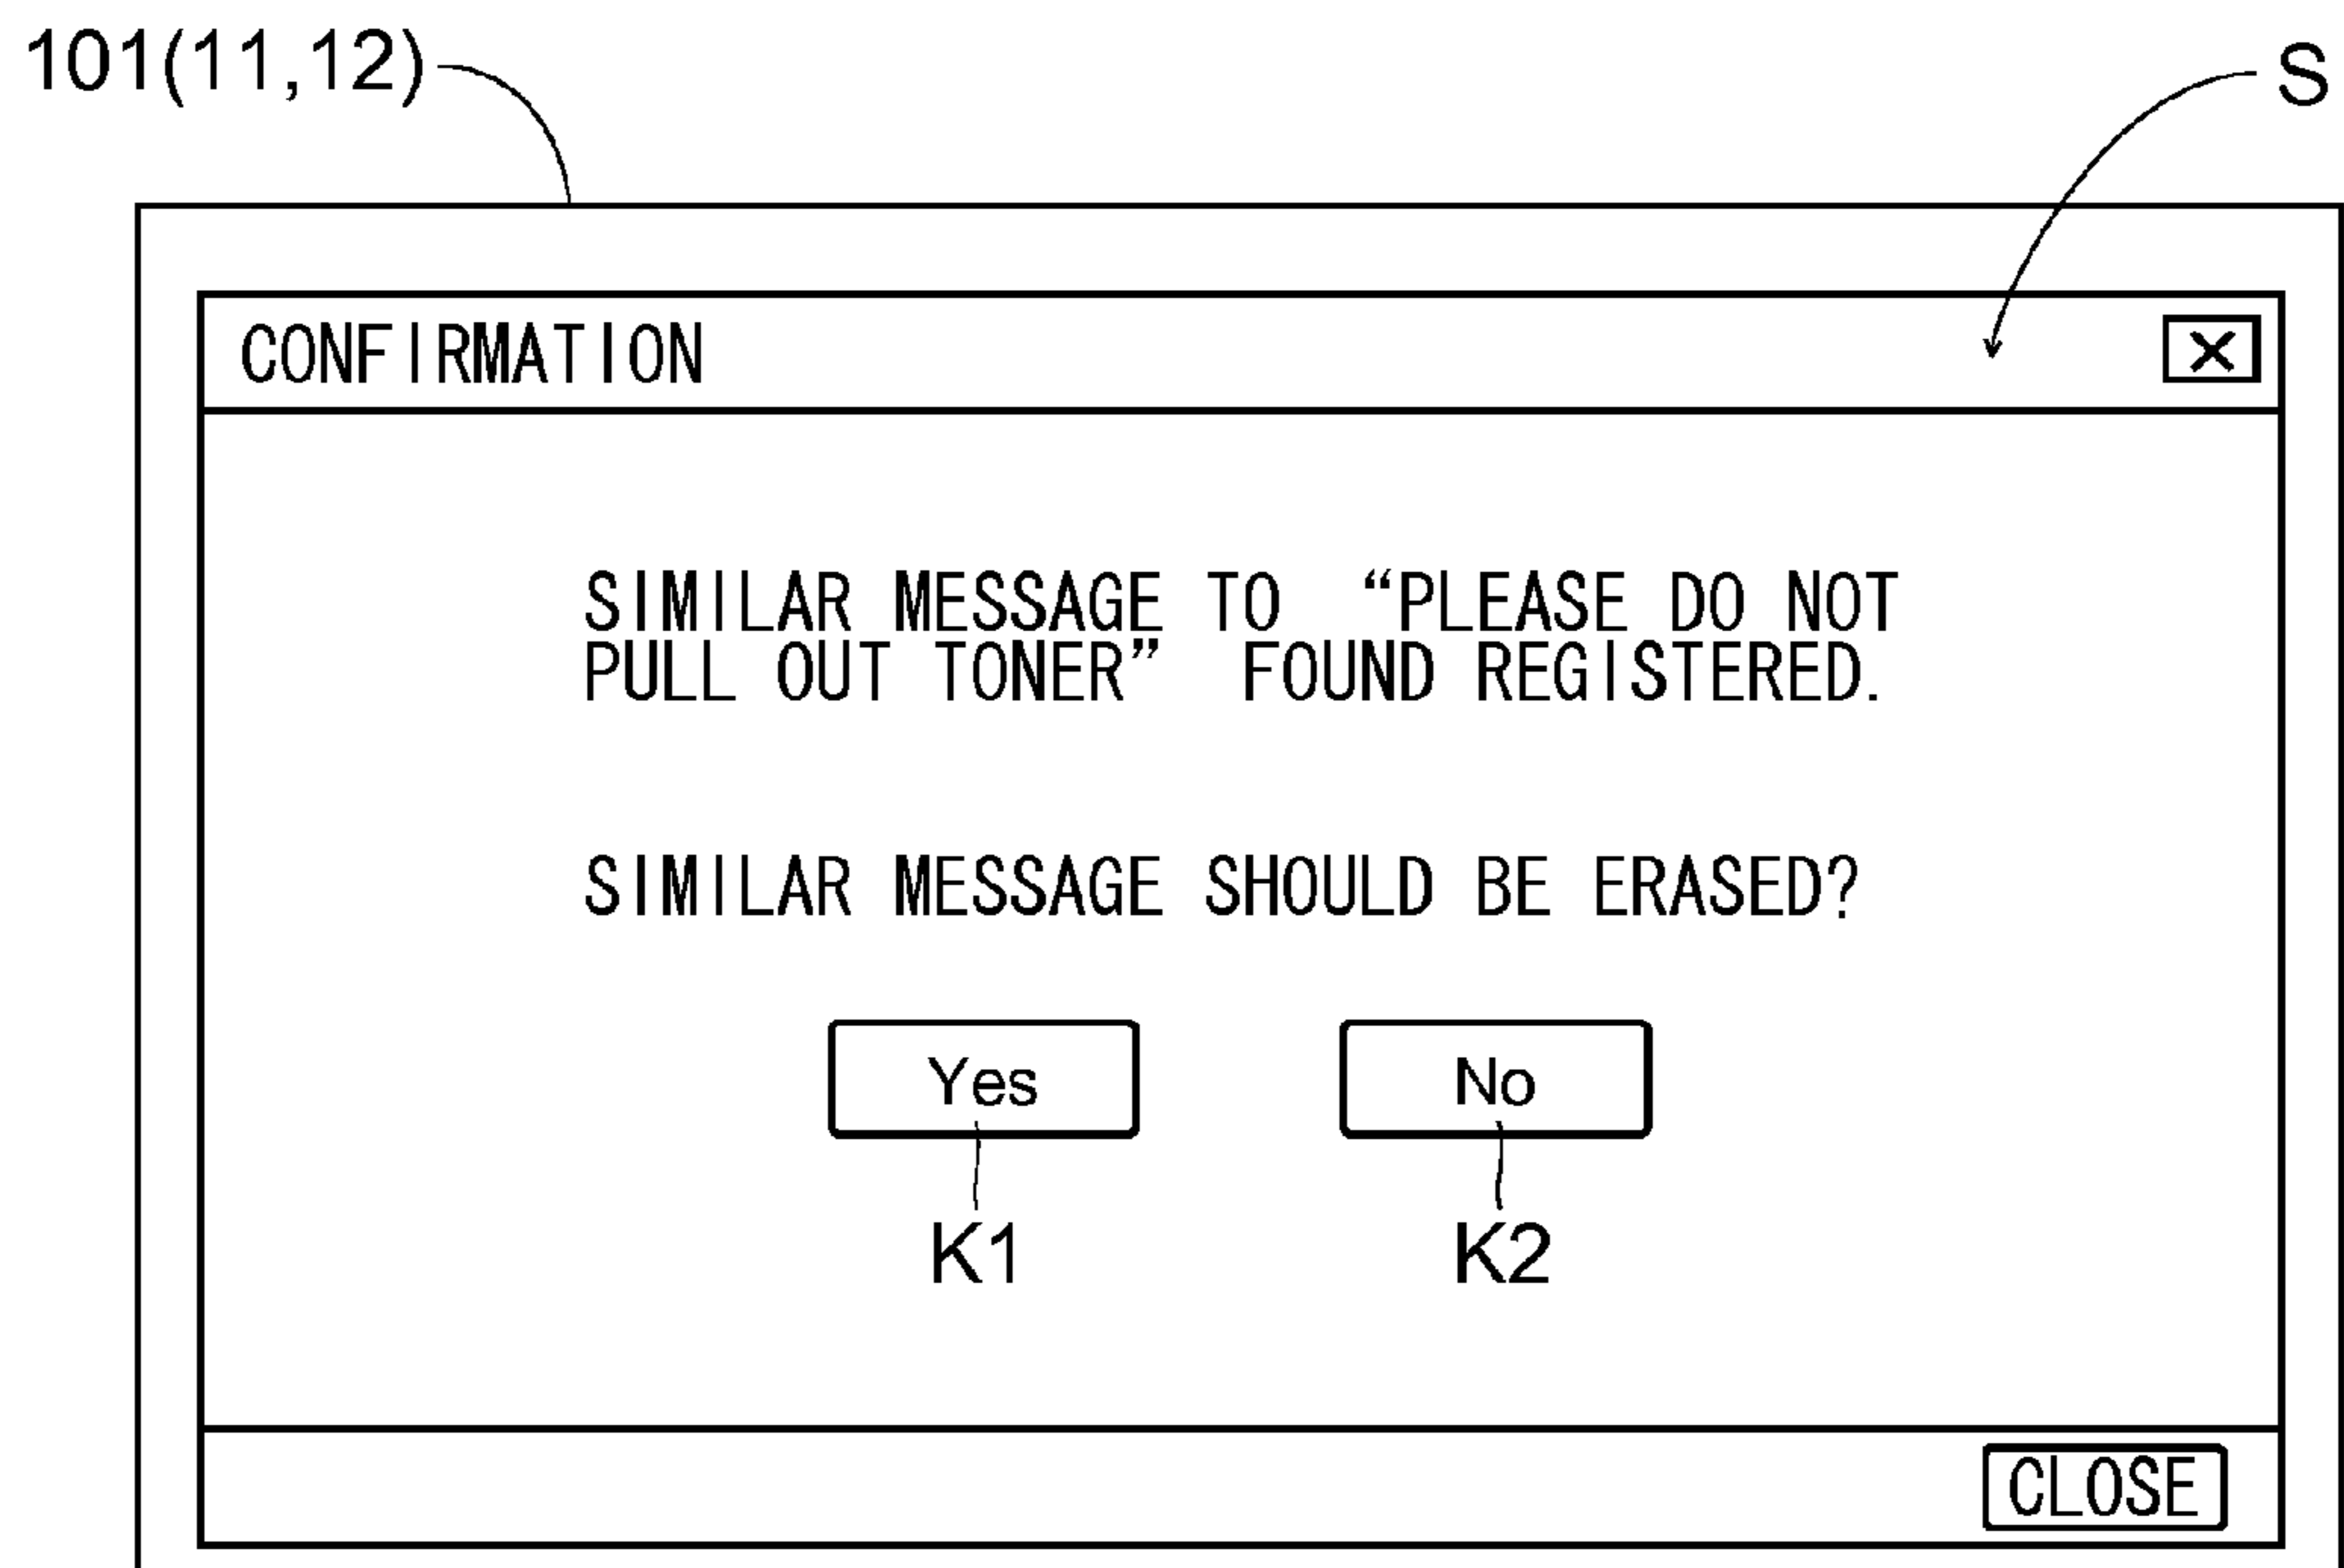 101(11,12)
S
CONFIRMATION
SIMILAR MESSAGE TO “PLEASE DO NOT
PULL OUT TONER” FOUND REGISTERED.
SIMILAR MESSAGE SHOULD BE ERASED?
Yes
No
K1
K2
CLOSE